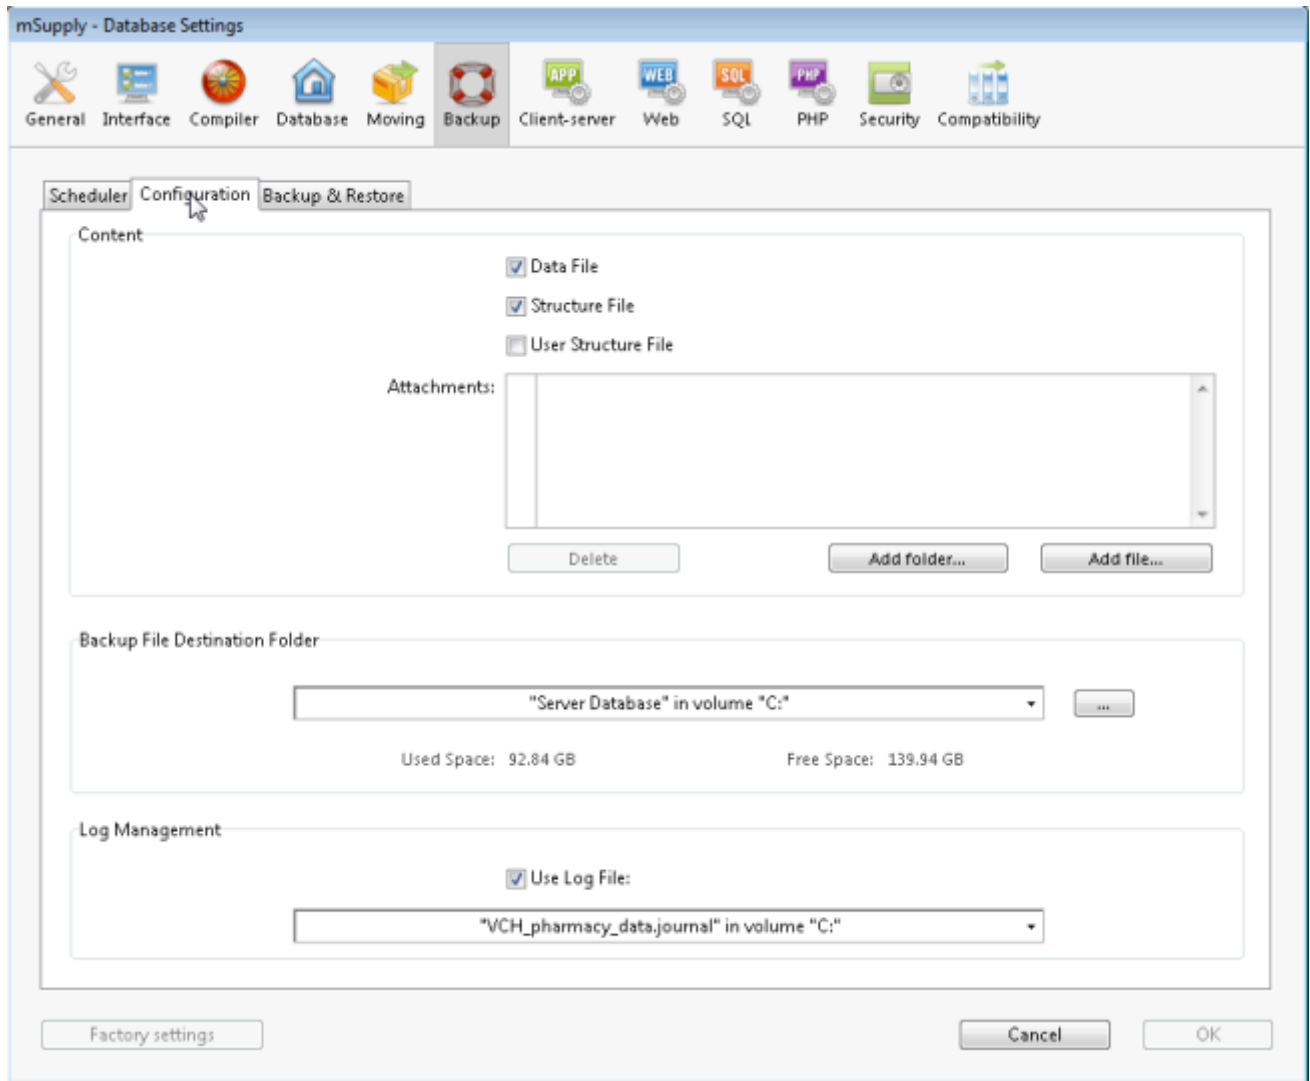 mSupply - Database Settings
APP WEB SQL PHP
General Interface Compiler Database Moving Backup Client-server Web SQL PHP Security Compatibility
Scheduler Configuration Backup & Restore
Content
Data File
Structure File
User Structure File
Attachments:
Delete Add folder... Add file...
Backup File Destination Folder
"Server Database" in volume "C:" ...
Used Space: 92.84 GB Free Space: 139.94 GB
Log Management
Use Log File:
"VCH_pharmacy_data.journal" in volume "C:"
Factory settings Cancel OK